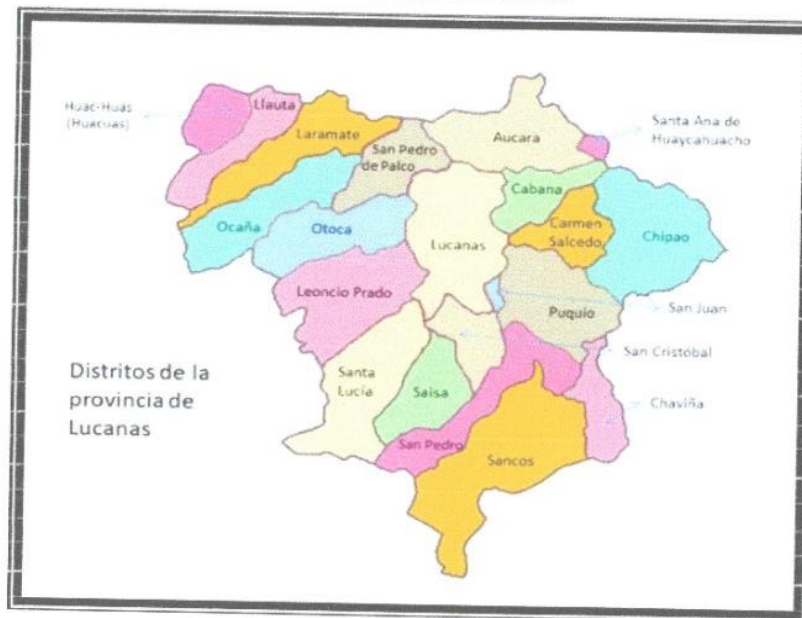 Huac-Huas
(Huacuas)
Llauta
Laramate
San Pedro
de Palco
Aucara
Santa Ana de
Huaycahuacho
Cabana
Ocaña
Otoca
Lucanas
Carmen
Salcedo
Chipao
Leoncio Prado
Puquio
San Juan
San Cristóbal
Santa
Lucía
Saisa
Chaviña
Distritos de la
provincia de
Lucanas
San Pedro
Sancos